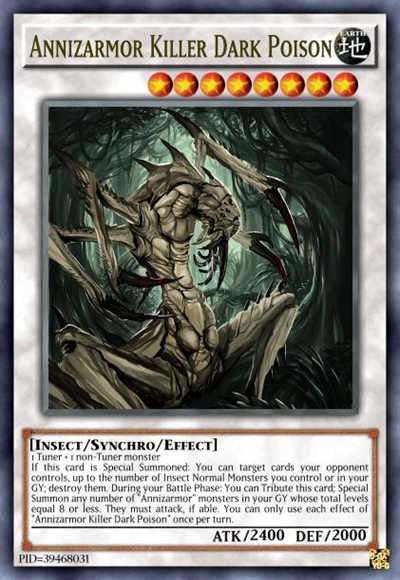 ANNIZARMOR KILLER DARK POISON
EARTH
地
[INSECT/SYNCHRO/EFFECT]
1 Tuner + 1 non-Tuner monster
If this card is Special Summoned: You can target cards your opponent
controls, up to the number of Insect Normal Monsters you control or in your
GY; destroy them. During your Battle Phase: You can Tribute this card; Special
Summon any number of "Annizarmor" monsters in your GY whose total levels
equal 8 or less. They must attack, if able. You can only use each effect of
"Annizarmor Killer Dark Poison" once per turn.
ATK/2400 DEF/2000
PID=39468031